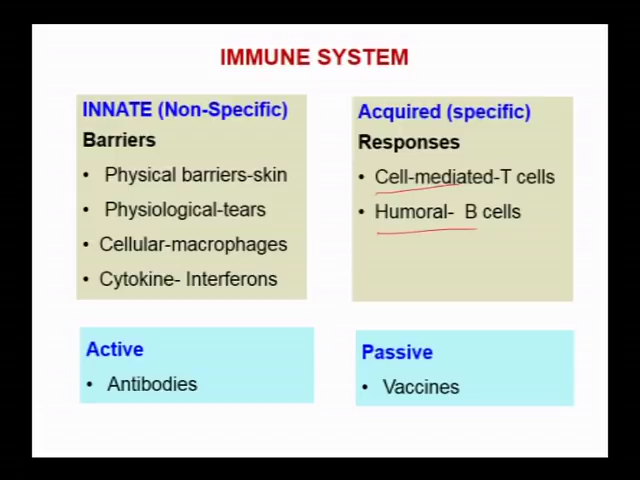 IMMUNE SYSTEM
INNATE (Non-Specific)
Barriers
• Physical barriers-skin
• Physiological-tears
• Cellular-macrophages
• Cytokine- Interferons
Acquired (specific)
Responses
• Cell-mediated-T cells
• Humoral- B cells
Active
• Antibodies
Passive
• Vaccines